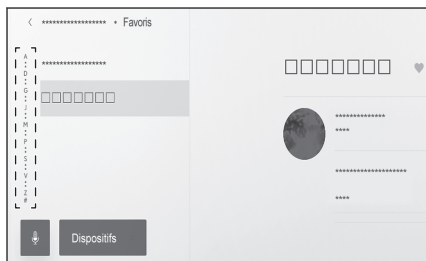 < ***************** • Favoris
*****************
□□□□□□□
A
•
D
•
G
•
J
•
M
•
P
•
S
•
V
•
Z
#
□□□□□□□
**************
****
********************
****
Dispositifs